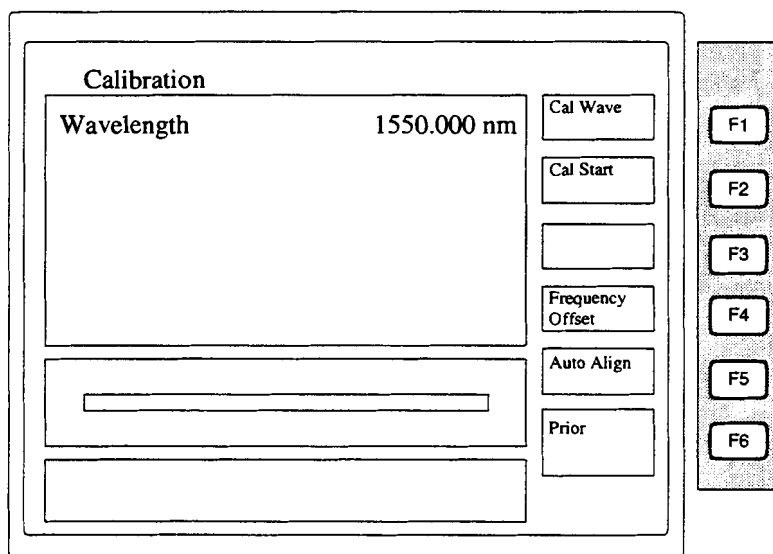 Calibration
Wavelength 1550.000 nm
Cal Wave
Cal Start
Frequency
Offset
Auto Align
Prior
F1
F2
F3
F4
F5
F6